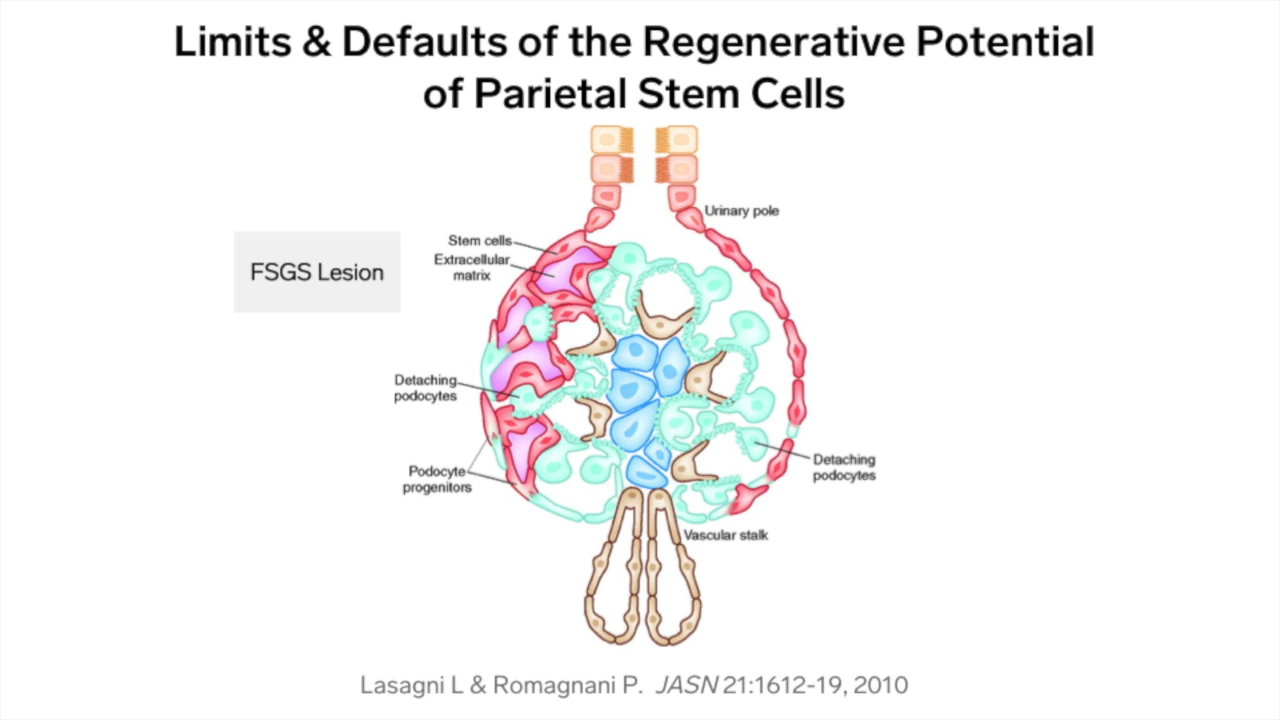 Limits & Defaults of the Regenerative Potential
of Parietal Stem Cells
Urinary pole
Stem cells
Extracellular
matrix
FSGS Lesion
Detaching
podocytes
Detaching
podocytes
Podocyte
progenitors
Vascular stalk
Lasagni L & Romagnani P. JASN 21:1612-19, 2010